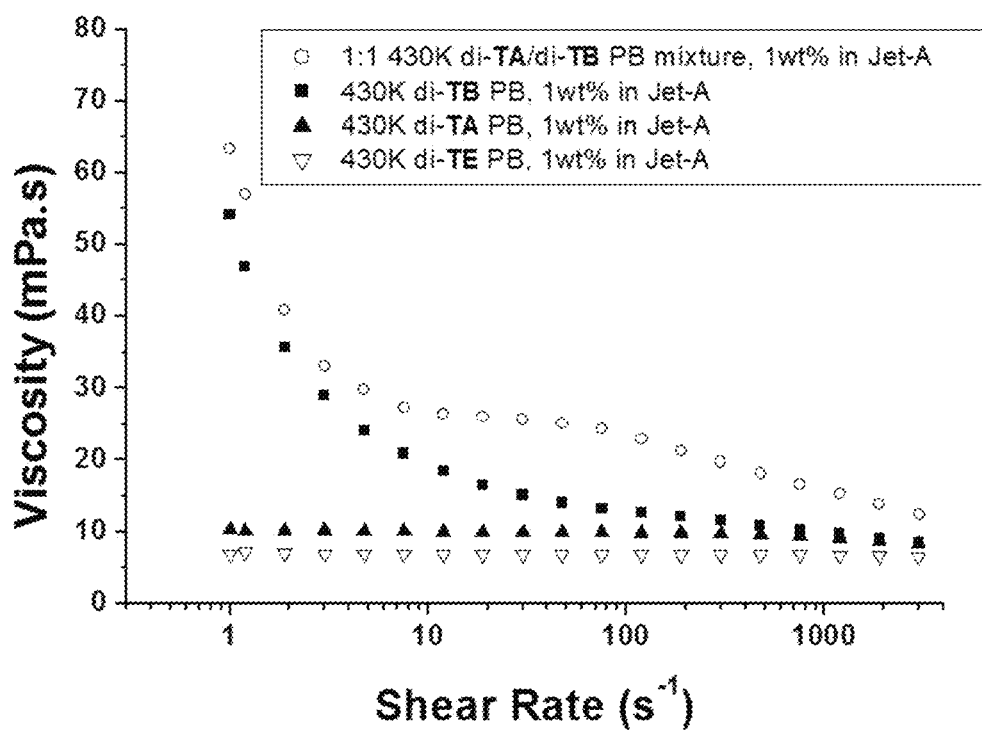 80
70
60
50
40
30
20
10
0
Viscosity (mPa.s)
1:1 430K di-TA/di-TB PB mixture, 1wt% in Jet-A
430K di-TB PB, 1wt% in Jet-A
430K di-TA PB, 1wt% in Jet-A
430K di-TE PB, 1wt% in Jet-A
1 10 100 1000
Shear Rate (s⁻¹)